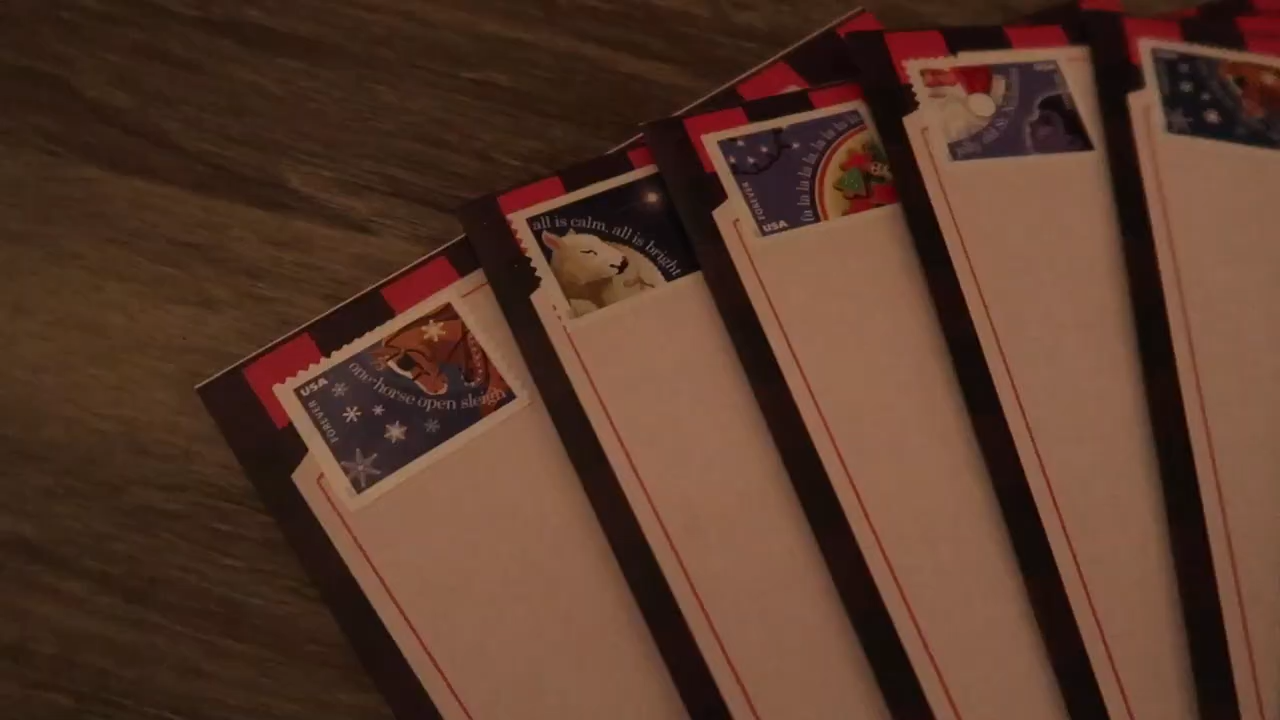 USA
FOREVER
one-horse open sleigh
all is calm, all is bright
fa la la la la la la la la
FOREVER
USA
USA